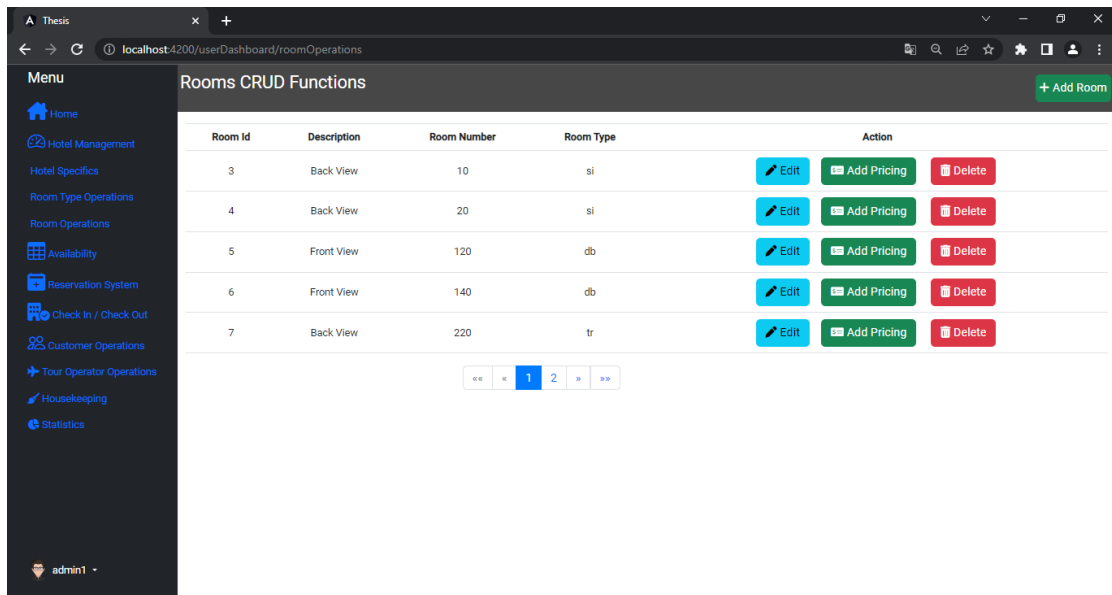 Thesis
localhost:4200/userDashboard/roomOperations
Menu
Home
Hotel Management
Hotel Specifics
Room Type Operations
Room Operations
Availability
Reservation System
Check In / Check Out
Customer Operations
Tour Operator Operations
Housekeeping
Statistics
admin1
Rooms CRUD Functions
+ Add Room
Room Id Description Room Number Room Type Action
3 Back View 10 si Edit Add Pricing Delete
4 Back View 20 si Edit Add Pricing Delete
5 Front View 120 db Edit Add Pricing Delete
6 Front View 140 db Edit Add Pricing Delete
7 Back View 220 tr Edit Add Pricing Delete
«« « 1 2 » »»